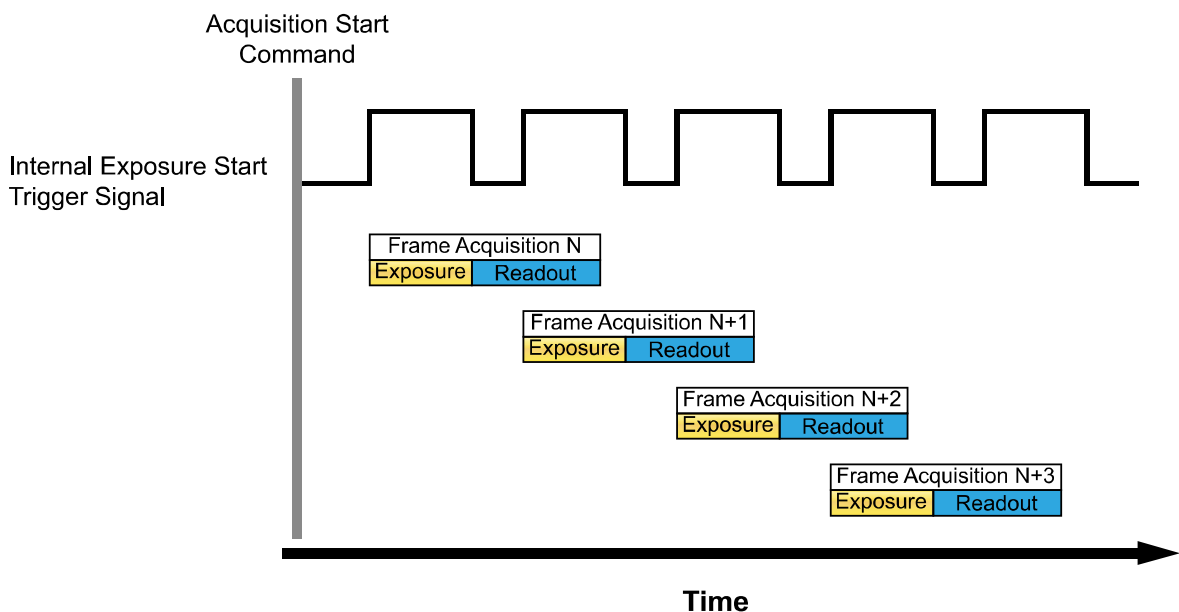 Acquisition Start
Command
Internal Exposure Start
Trigger Signal
Frame Acquisition N
Exposure Readout
Frame Acquisition N+1
Exposure Readout
Frame Acquisition N+2
Exposure Readout
Frame Acquisition N+3
Exposure Readout
Time